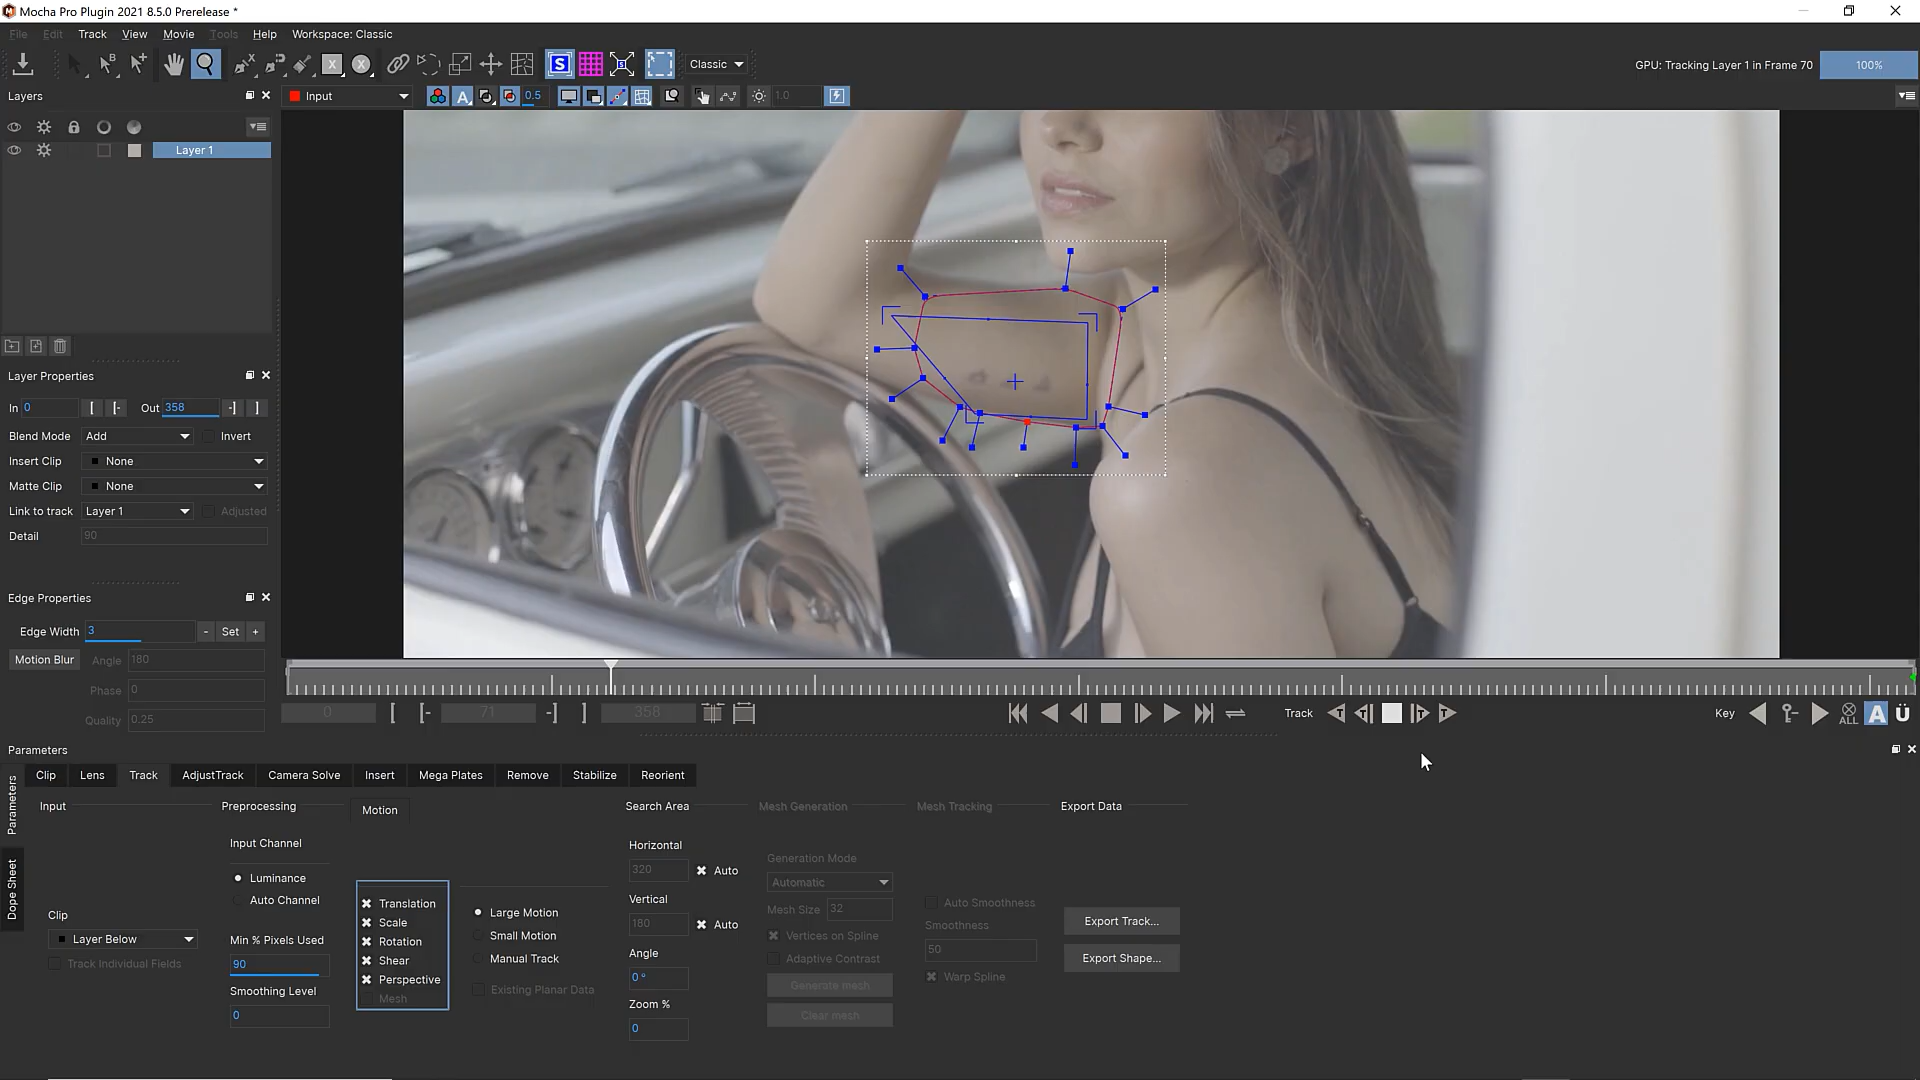 Mocha Pro Plugin 2021 8.5.0 Prerelease *
File Edit Track View Movie Tools Help Workspace: Classic
Classic
GPU: Tracking Layer 1 in Frame 70 100%
Layers
Input
0.5
1.0
Layer 1
Layer Properties
In 0 Out 358
Blend Mode Add Invert
Insert Clip None
Matte Clip None
Link to track Layer 1 Adjusted
Detail 90
Edge Properties
Edge Width 3 - Set +
Motion Blur Angle 180
Phase 0
Quality 0.25
0 71 358
Track
Key
ALL
Parameters
Parameters
Dope Sheet
Clip Lens Track AdjustTrack Camera Solve Insert Mega Plates Remove Stabilize Reorient
Input
Clip
Layer Below
Track Individual Fields
Preprocessing
Input Channel
Luminance
Auto Channel
Min % Pixels Used
90
Smoothing Level
0
Motion
Translation
Scale
Rotation
Shear
Perspective
Mesh
Large Motion
Small Motion
Manual Track
Existing Planar Data
Search Area
Horizontal
320 Auto
Vertical
180 Auto
Angle
0 °
Zoom %
0
Mesh Generation
Generation Mode
Automatic
Mesh Size 32
Vertices on Spline
Adaptive Contrast
Generate mesh
Clear mesh
Mesh Tracking
Auto Smoothness
Smoothness
50
Warp Spline
Export Data
Export Track...
Export Shape...